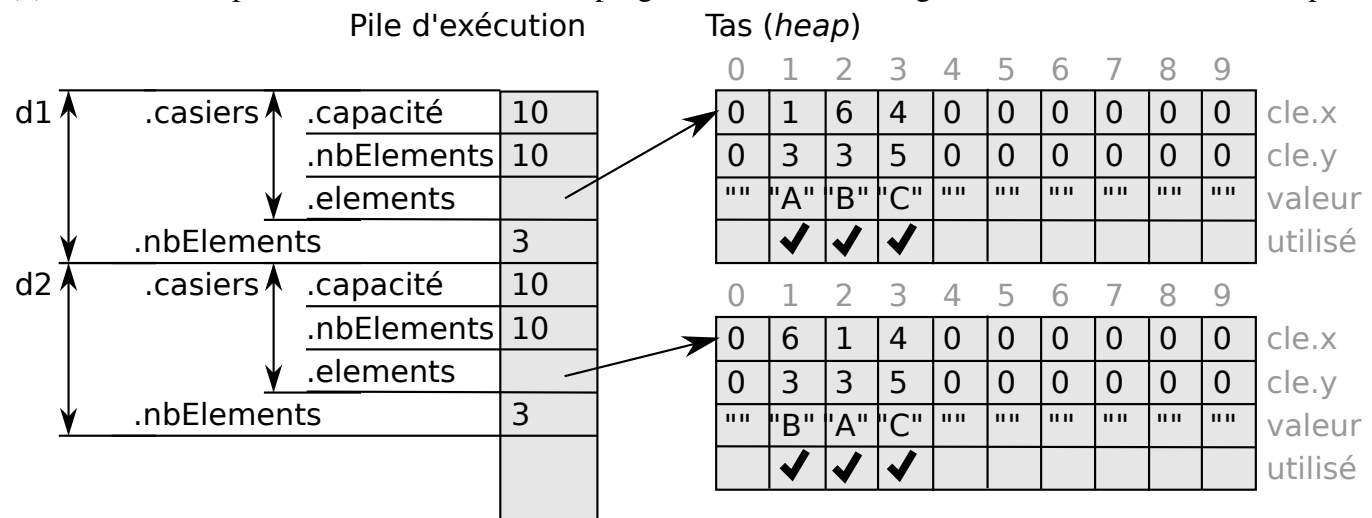 Pile d'exécution Tas (heap)
0 1 2 3 4 5 6 7 8 9
d1 .casiers .capacité 10 0 1 6 4 0 0 0 0 0 0 cle.x
.nbElements 10 0 3 3 5 0 0 0 0 0 0 cle.y
.elements "" "A" "B" "C" "" "" "" "" "" "" valeur
.nbElements 3 ✔ ✔ ✔ utilisé
d2 .casiers .capacité 10 0 1 2 3 4 5 6 7 8 9
.nbElements 10 0 6 1 4 0 0 0 0 0 0 cle.x
.elements 0 3 3 5 0 0 0 0 0 0 cle.y
.nbElements 3 "" "B" "A" "C" "" "" "" "" "" "" valeur
✔ ✔ ✔ utilisé